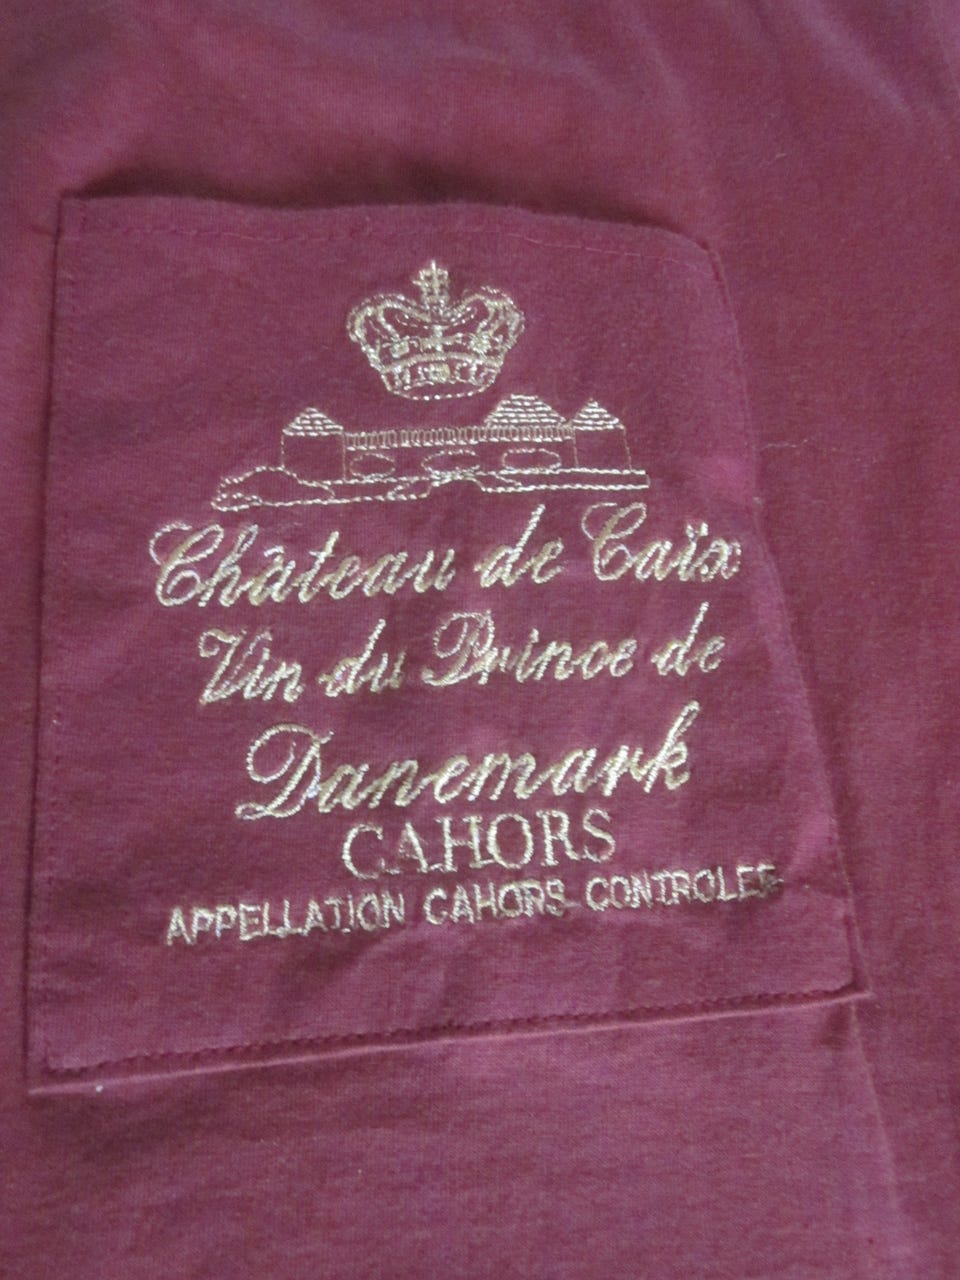 Château de Caïx
Vin du Prince de
Danemark
CAHORS
APPELLATION CAHORS CONTROLEE